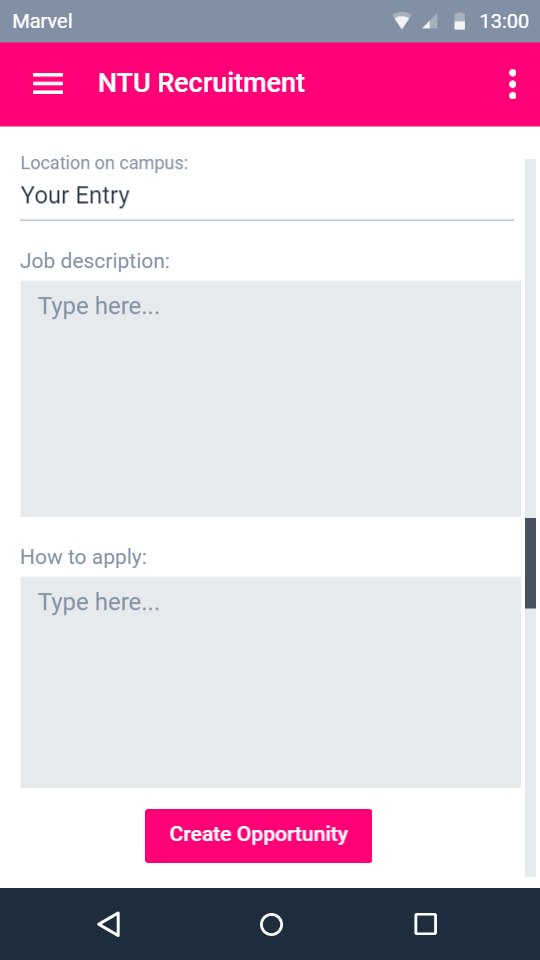 Marvel 13:00
NTU Recruitment
Location on campus:
Your Entry
Job description:
Type here...
How to apply:
Type here...
Create Opportunity